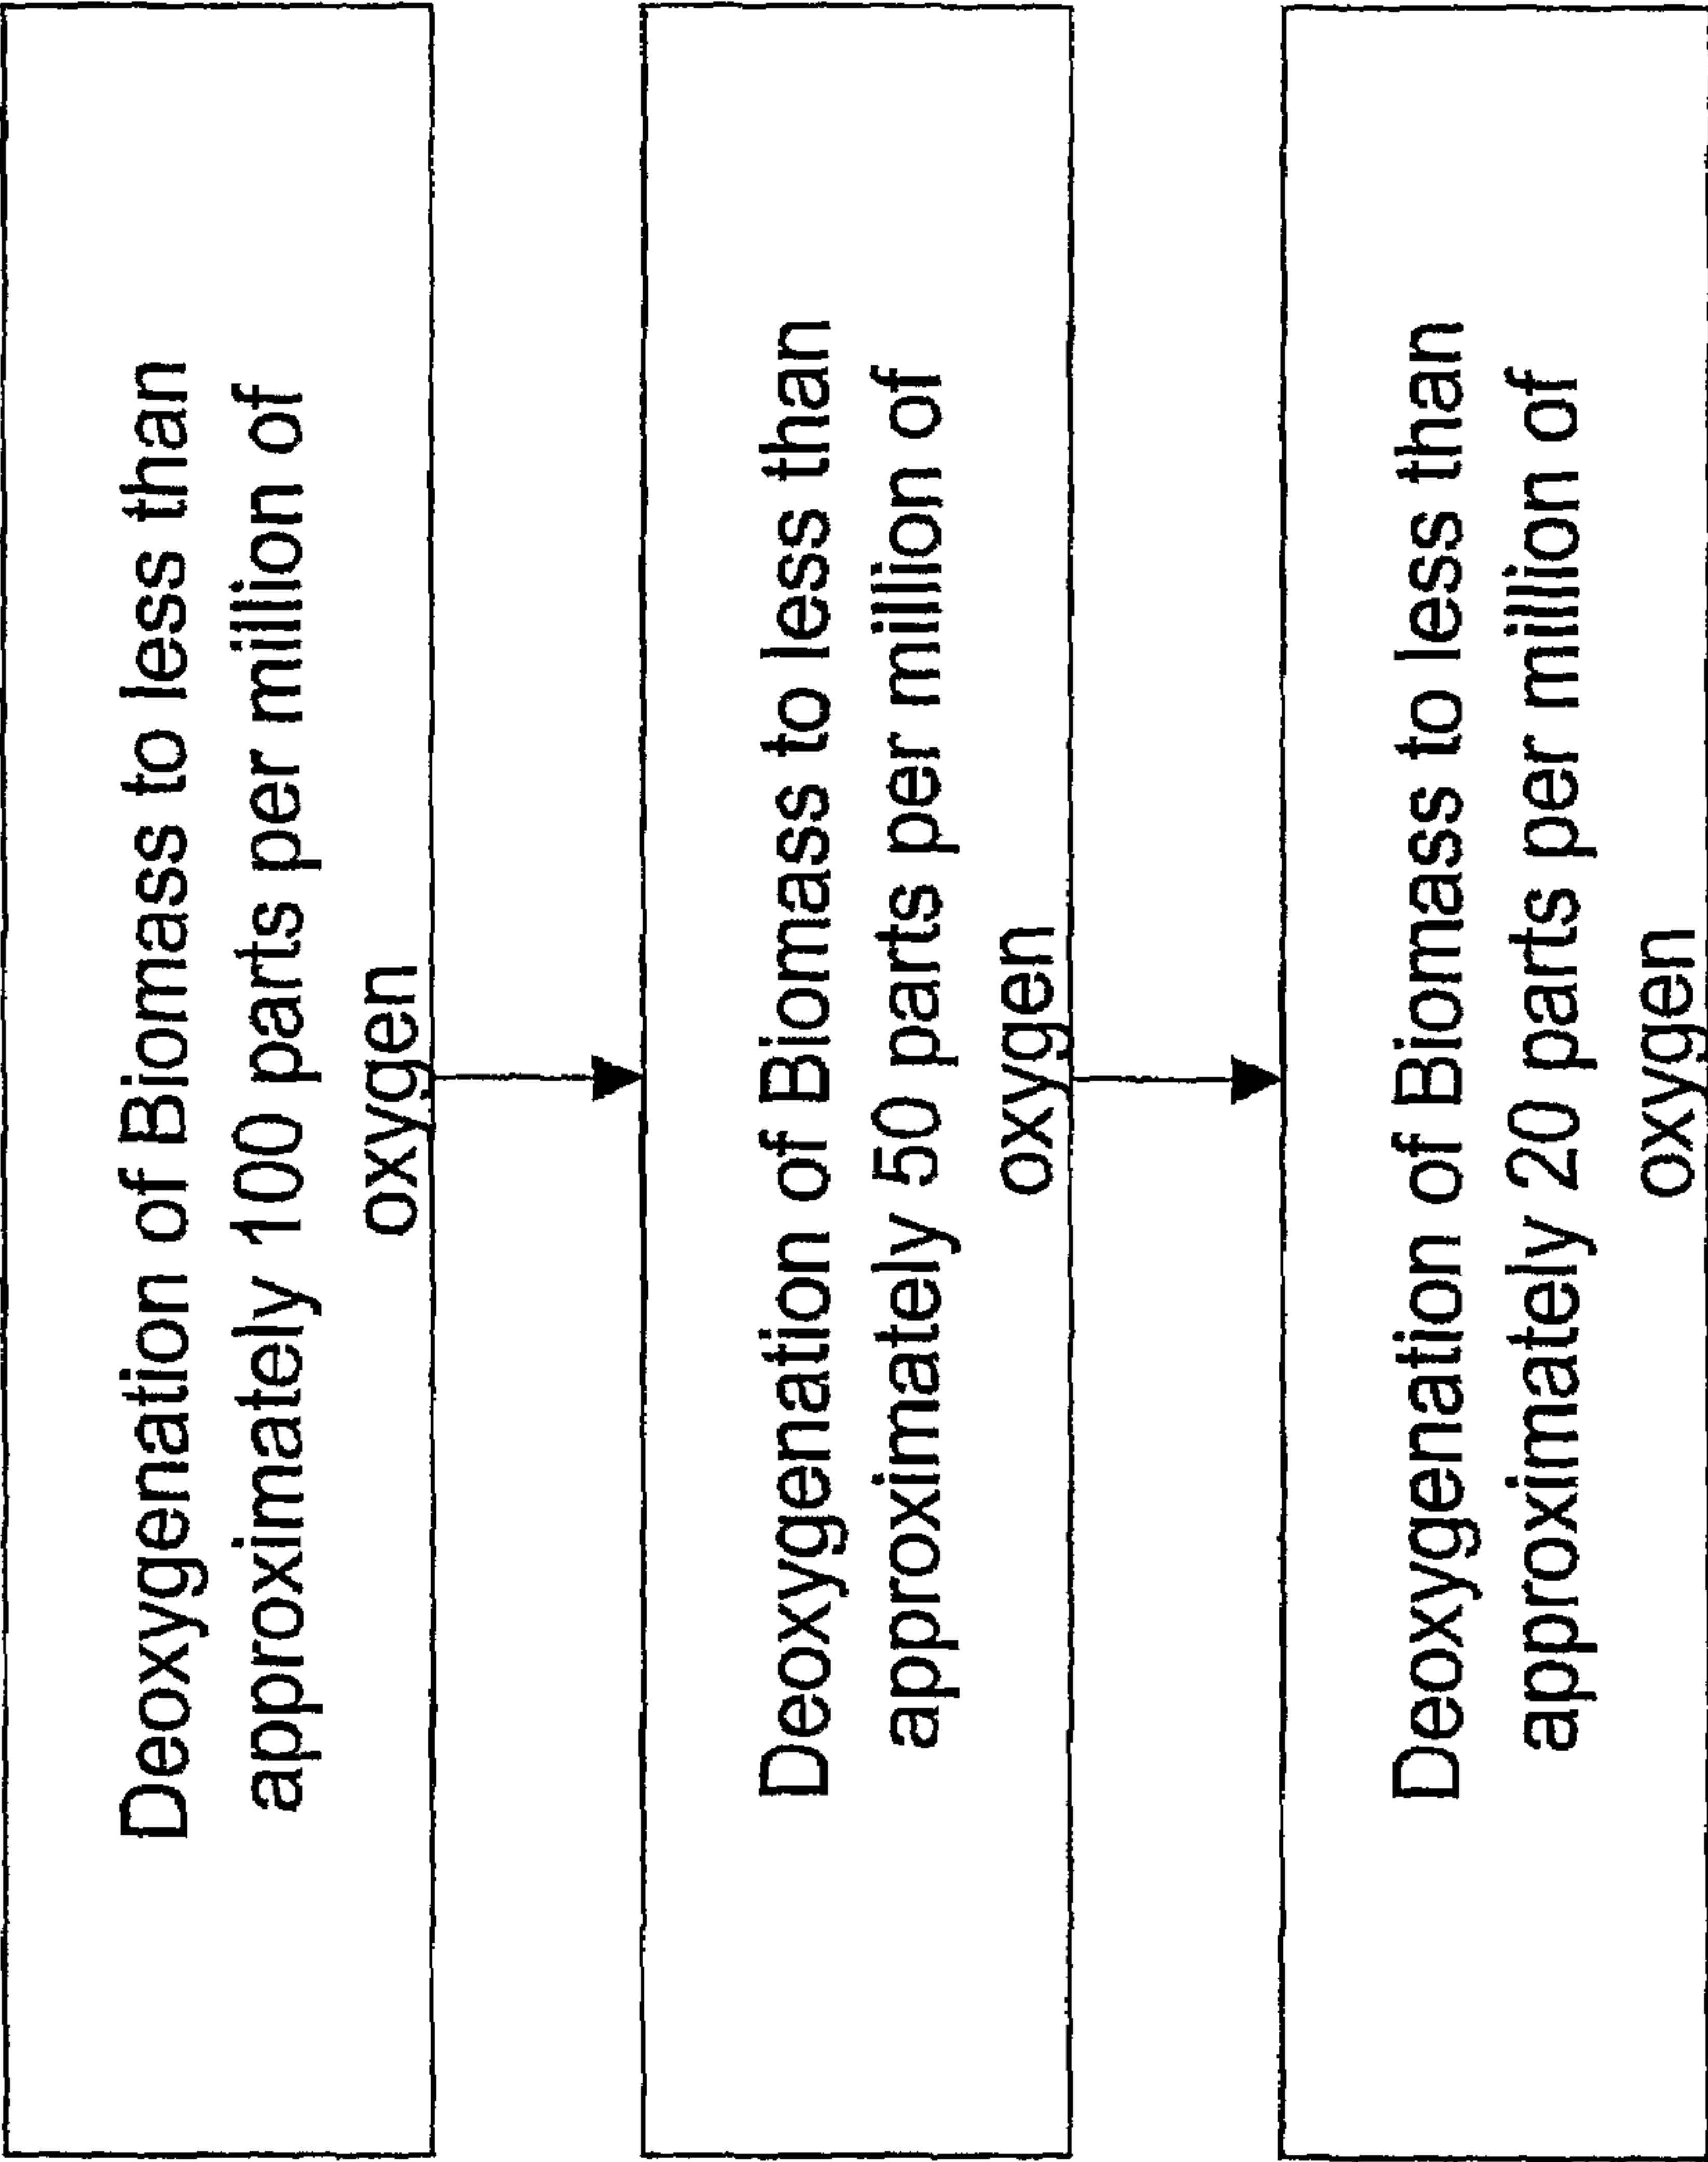 Deoxygenation of Biomass to less than
approximately 100 parts per million of
oxygen
Deoxygenation of Biomass to less than
approximately 50 parts per million of
oxygen
Deoxygenation of Biomass to less than
approximately 20 parts per million of
oxygen